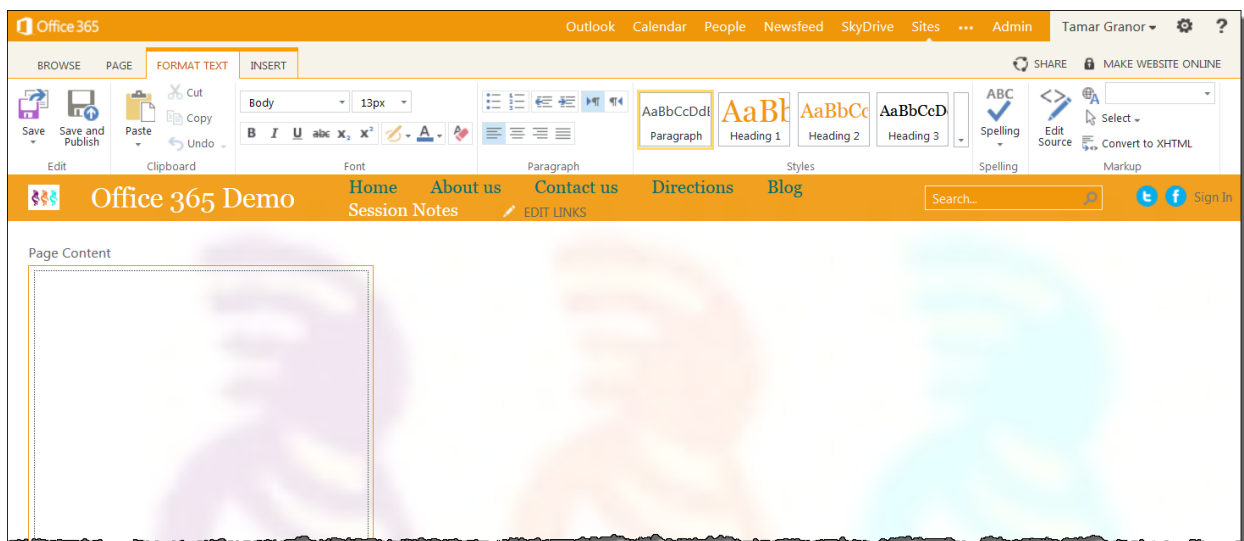 Office 365 Outlook Calendar People Newsfeed SkyDrive Sites ••• Admin Tamar Granor ?
BROWSE PAGE FORMAT TEXT INSERT SHARE MAKE WEBSITE ONLINE
Save
Save and Publish
Paste
Cut
Copy
Undo
Body 13px
B I U abc x₂ x² A
AaBbCcDdE
Paragraph
AaBb
Heading 1
AaBbCc
Heading 2
AaBbCcD
Heading 3
ABC
Spelling
<>
Edit Source
Select
Convert to XHTML
Edit Clipboard Font Paragraph Styles Spelling Markup
Office 365 Demo
Home About us Contact us Directions Blog
Session Notes EDIT LINKS
Search...
Sign In
Page Content